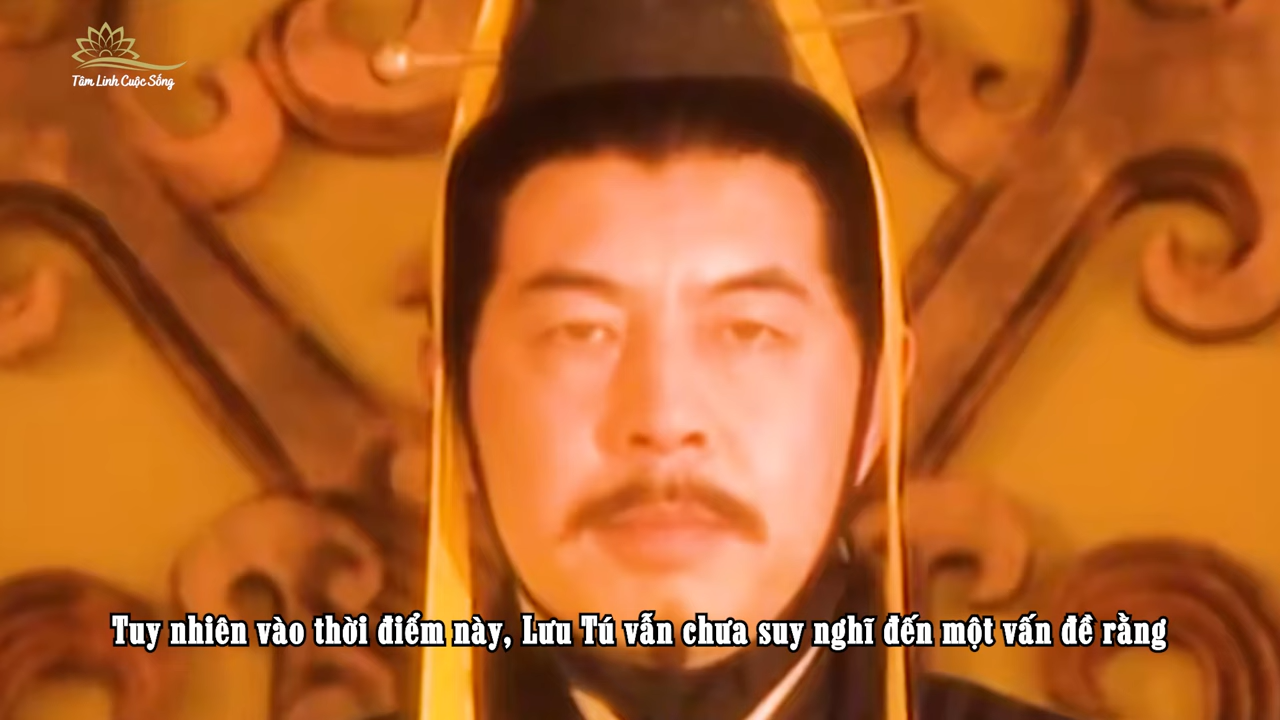 Tâm Linh Cuộc Sống
Tuy nhiên vào thời điểm này, Lưu Tú vẫn chưa suy nghĩ đến một vấn đề rằng